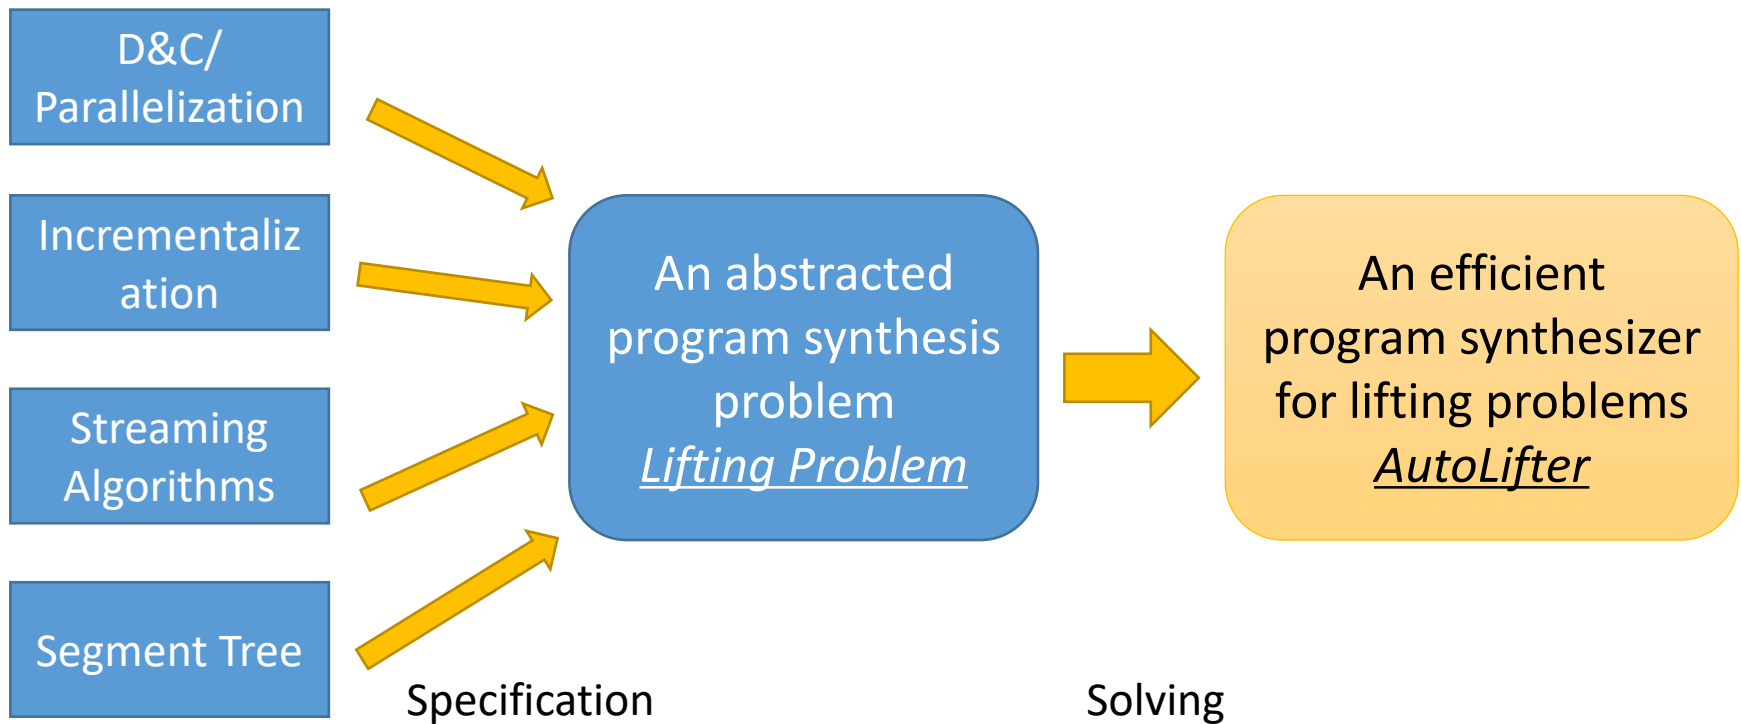 D&C/
Parallelization
Incrementaliz
ation
Streaming
Algorithms
Segment Tree
An abstracted
program synthesis
problem
Lifting Problem
An efficient
program synthesizer
for lifting problems
AutoLifter
Specification
Solving